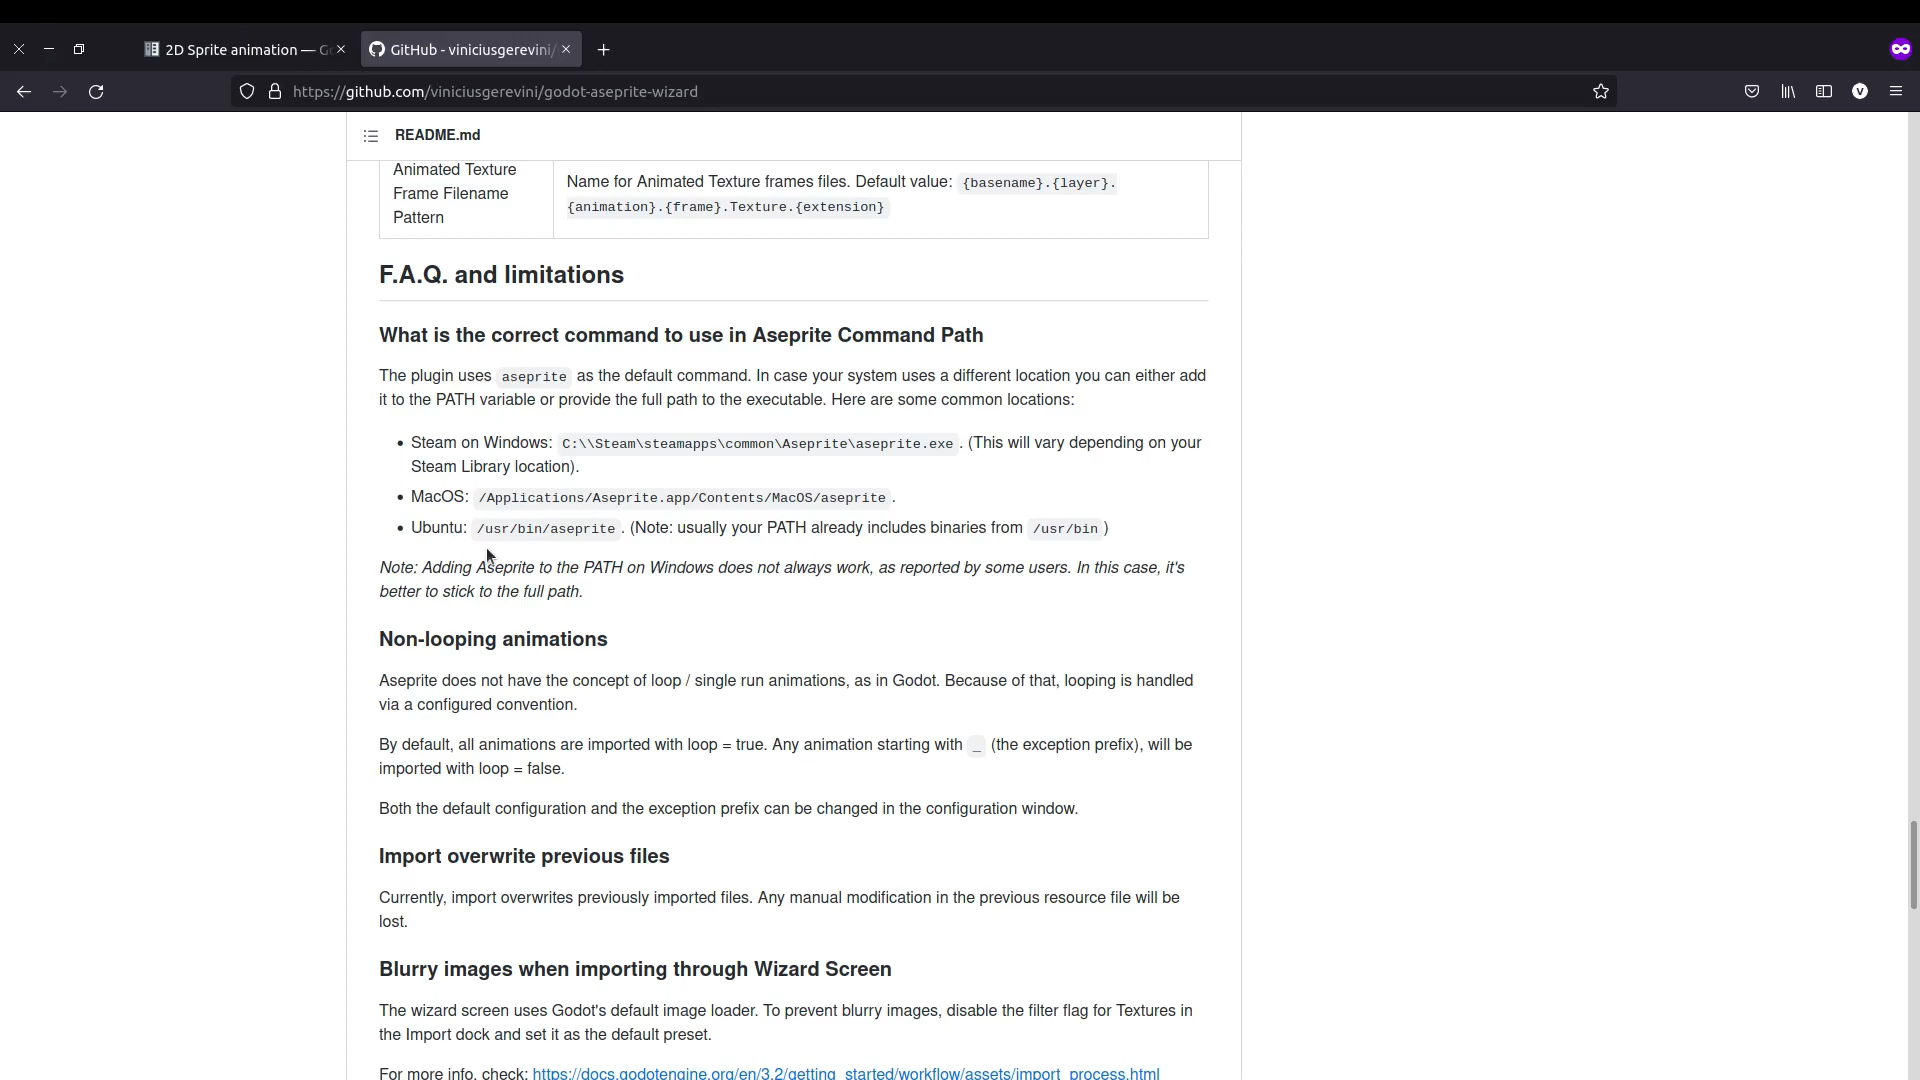 2D Sprite animation — Go
GitHub - viniciusgerevini/
https://github.com/viniciusgerevini/godot-aseprite-wizard
V
README.md
Animated Texture
Frame Filename
Pattern
Name for Animated Texture frames files. Default value: {basename}.{layer}.
{animation}.{frame}.Texture.{extension}
F.A.Q. and limitations
What is the correct command to use in Aseprite Command Path
The plugin uses aseprite as the default command. In case your system uses a different location you can either add
it to the PATH variable or provide the full path to the executable. Here are some common locations:
• Steam on Windows: C:\\Steam\steamapps\common\Aseprite\aseprite.exe . (This will vary depending on your
Steam Library location).
• MacOS: /Applications/Aseprite.app/Contents/MacOS/aseprite .
• Ubuntu: /usr/bin/aseprite . (Note: usually your PATH already includes binaries from /usr/bin )
Note: Adding Aseprite to the PATH on Windows does not always work, as reported by some users. In this case, it's
better to stick to the full path.
Non-looping animations
Aseprite does not have the concept of loop / single run animations, as in Godot. Because of that, looping is handled
via a configured convention.
By default, all animations are imported with loop = true. Any animation starting with _ (the exception prefix), will be
imported with loop = false.
Both the default configuration and the exception prefix can be changed in the configuration window.
Import overwrite previous files
Currently, import overwrites previously imported files. Any manual modification in the previous resource file will be
lost.
Blurry images when importing through Wizard Screen
The wizard screen uses Godot's default image loader. To prevent blurry images, disable the filter flag for Textures in
the Import dock and set it as the default preset.
For more info, check: https://docs.godotengine.org/en/3.2/getting_started/workflow/assets/import_process.html